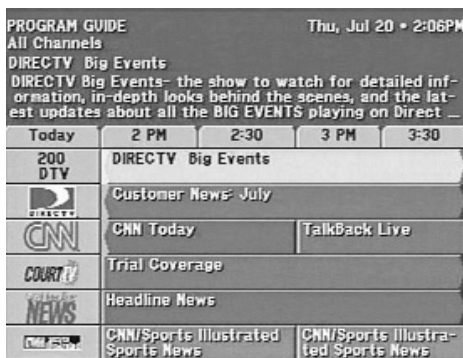 PROGRAM GUIDE Thu, Jul 20 • 2:06PM
All Channels
DIRECTV Big Events
DIRECTV Big Events- the show to watch for detailed inf-
ormation, in-depth looks behind the scenes, and the lat-
est updates about all the BIG EVENTS playing on Direct …
Today 2 PM 2:30 3 PM 3:30
200
DTV
DIRECTV Big Events
DIRECTV
Customer News: July
CNN
CNN Today
TalkBack Live
COURT TV
Trial Coverage
NEWS
Headline News
CNN/Sports Illustrated
Sports News
CNN/Sports Illustra-
ted Sports News